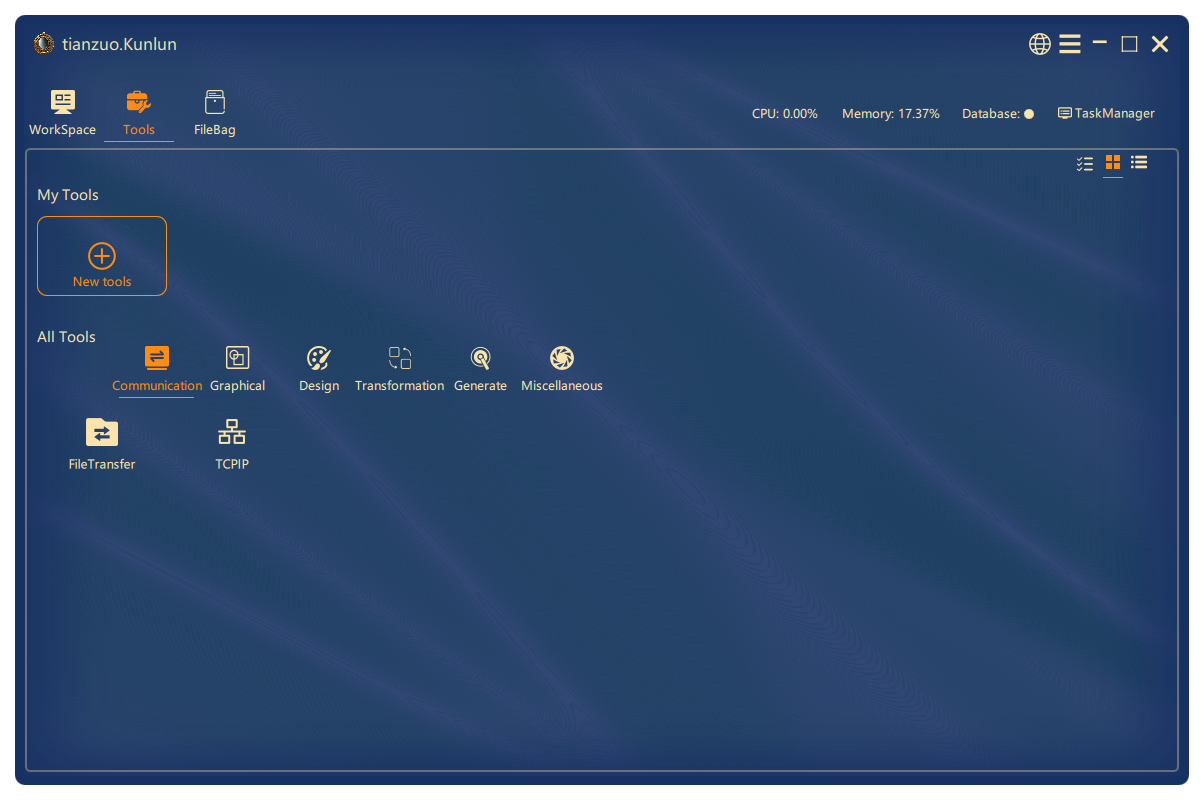 tianzuo.Kunlun
WorkSpace
Tools
FileBag
CPU: 0.00%
Memory: 17.37%
Database:
TaskManager
My Tools
New tools
All Tools
Communication
Graphical
Design
Transformation
Generate
Miscellaneous
FileTransfer
TCPIP